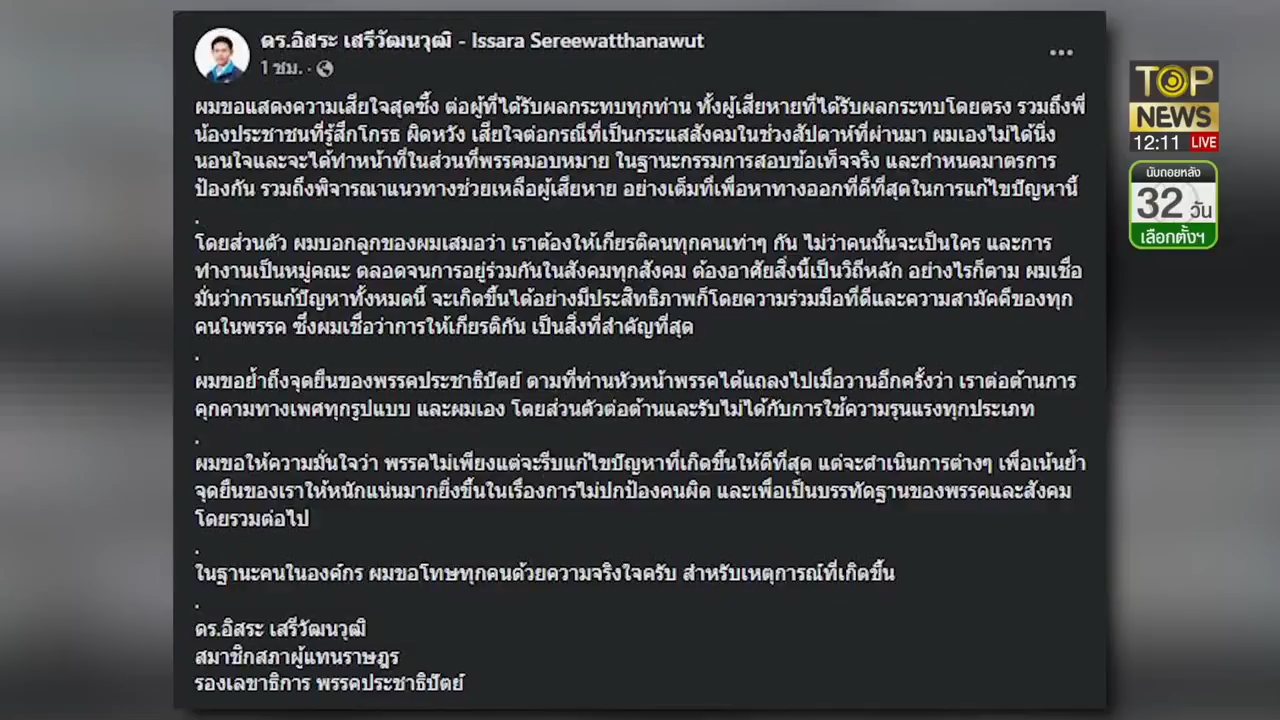 ดร.อิสระ เสรีวัฒนวุฒิ - Issara Sereewatthanawut
1 ชม. ·
ผมขอแสดงความเสียใจสุดซึ้ง ต่อผู้ที่ได้รับผลกระทบทุกท่าน ทั้งผู้เสียหายที่ได้รับผลกระทบโดยตรง รวมถึงพี่
น้องประชาชนที่รู้สึกโกรธ ผิดหวัง เสียใจต่อกรณีที่เป็นกระแสสังคมในช่วงสัปดาห์ที่ผ่านมา ผมเองไม่ได้นิ่ง
นอนใจและจะได้ทำหน้าที่ในส่วนที่พรรคมอบหมาย ในฐานะกรรมการสอบข้อเท็จจริง และกำหนดมาตรการ
ป้องกัน รวมถึงพิจารณาแนวทางช่วยเหลือผู้เสียหาย อย่างเต็มที่เพื่อหาทางออกที่ดีที่สุดในการแก้ไขปัญหานี้
.
โดยส่วนตัว ผมบอกลูกของผมเสมอว่า เราต้องให้เกียรติคนทุกคนเท่าๆ กัน ไม่ว่าคนนั้นจะเป็นใคร และการ
ทำงานเป็นหมู่คณะ ตลอดจนการอยู่ร่วมกันในสังคมทุกสังคม ต้องอาศัยสิ่งนี้เป็นวิถีหลัก อย่างไรก็ตาม ผมเชื่อ
มั่นว่าการแก้ปัญหาทั้งหมดนี้ จะเกิดขึ้นได้อย่างมีประสิทธิภาพก็โดยความร่วมมือที่ดีและความสามัคคีของทุก
คนในพรรค ซึ่งผมเชื่อว่าการให้เกียรติกัน เป็นสิ่งที่สำคัญที่สุด
.
ผมขอย้ำถึงจุดยืนของพรรคประชาธิปัตย์ ตามที่ท่านหัวหน้าพรรคได้แถลงไปเมื่อวานอีกครั้งว่า เราต่อต้านการ
คุกคามทางเพศทุกรูปแบบ และผมเอง โดยส่วนตัวต่อต้านและรับไม่ได้กับการใช้ความรุนแรงทุกประเภท
.
ผมขอให้ความมั่นใจว่า พรรคไม่เพียงแต่จะรีบแก้ไขปัญหาที่เกิดขึ้นให้ดีที่สุด แต่จะดำเนินการต่างๆ เพื่อเน้นย้ำ
จุดยืนของเราให้หนักแน่นมากยิ่งขึ้นในเรื่องการไม่ปกป้องคนผิด และเพื่อเป็นบรรทัดฐานของพรรคและสังคม
โดยรวมต่อไป
.
ในฐานะคนในองค์กร ผมขอโทษทุกคนด้วยความจริงใจครับ สำหรับเหตุการณ์ที่เกิดขึ้น
.
ดร.อิสระ เสรีวัฒนวุฒิ
สมาชิกสภาผู้แทนราษฎร
รองเลขาธิการ พรรคประชาธิปัตย์
TOP
NEWS
12:11 LIVE
นับถอยหลัง
32 วัน
เลือกตั้งฯ